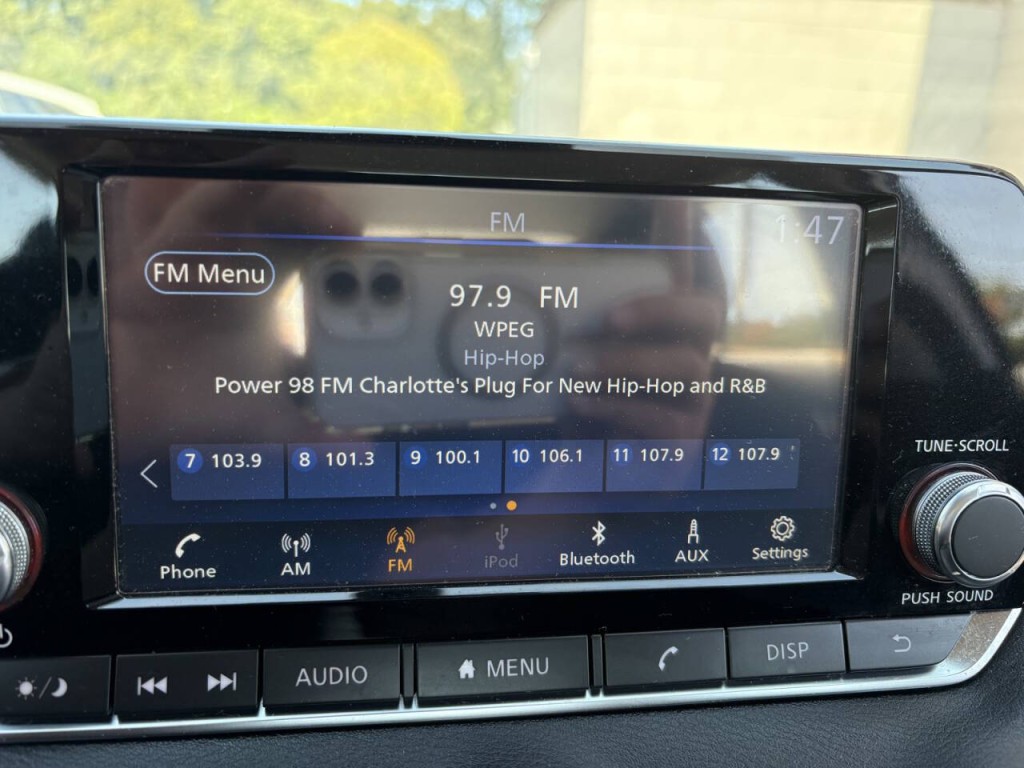 FM
1:47
FM Menu
97.9 FM
WPEG
Hip-Hop
Power 98 FM Charlotte's Plug For New Hip-Hop and R&B
7 103.9 8 101.3 9 100.1 10 106.1 11 107.9 12 107.9
Phone AM FM iPod Bluetooth AUX Settings
TUNE·SCROLL
PUSH SOUND
AUDIO MENU DISP